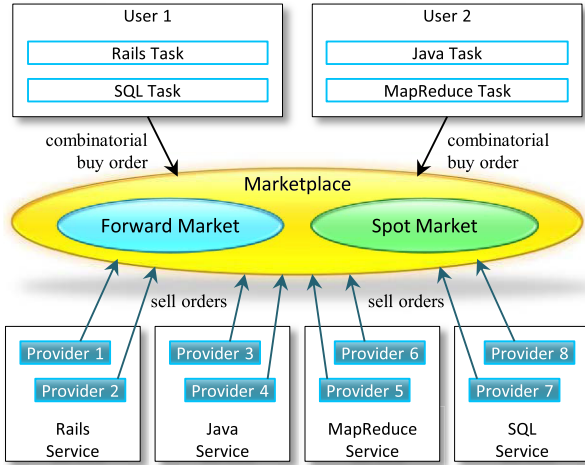 User 1
Rails Task
SQL Task
User 2
Java Task
MapReduce Task
combinatorial
buy order
combinatorial
buy order
Marketplace
Forward Market
Spot Market
sell orders
sell orders
Provider 1
Provider 2
Rails
Service
Provider 3
Provider 4
Java
Service
Provider 6
Provider 5
MapReduce
Service
Provider 8
Provider 7
SQL
Service